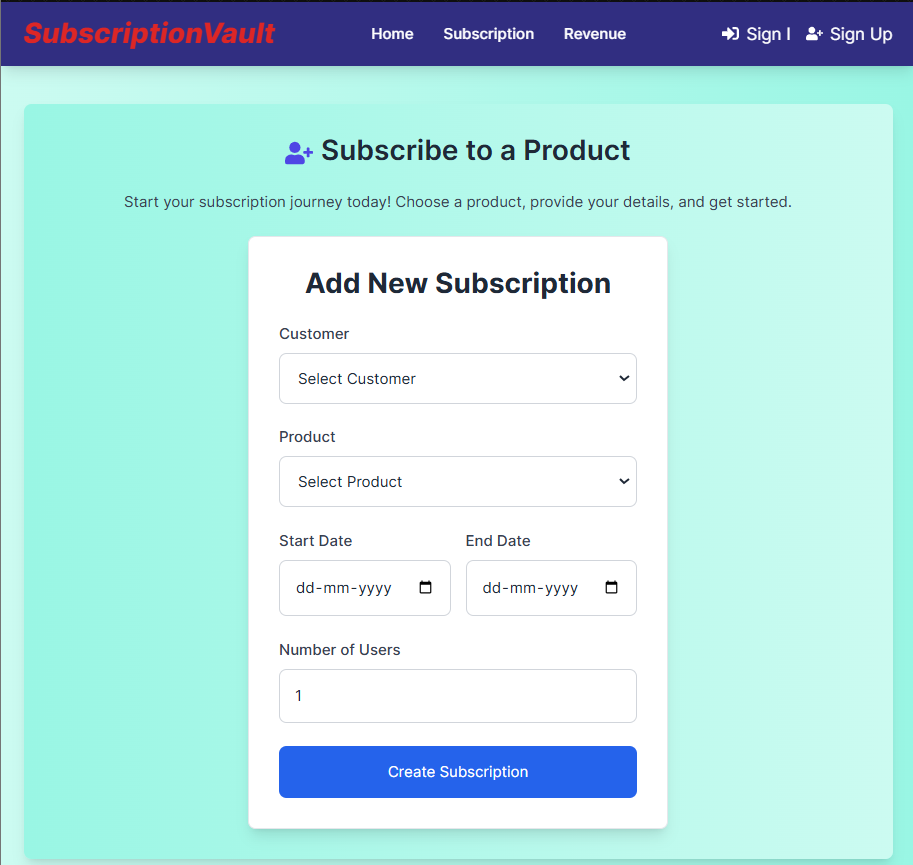 SubscriptionVault Home Subscription Revenue Sign I Sign Up
Subscribe to a Product
Start your subscription journey today! Choose a product, provide your details, and get started.
Add New Subscription
Customer
Select Customer
Product
Select Product
Start Date End Date
dd-mm-yyyy dd-mm-yyyy
Number of Users
1
Create Subscription